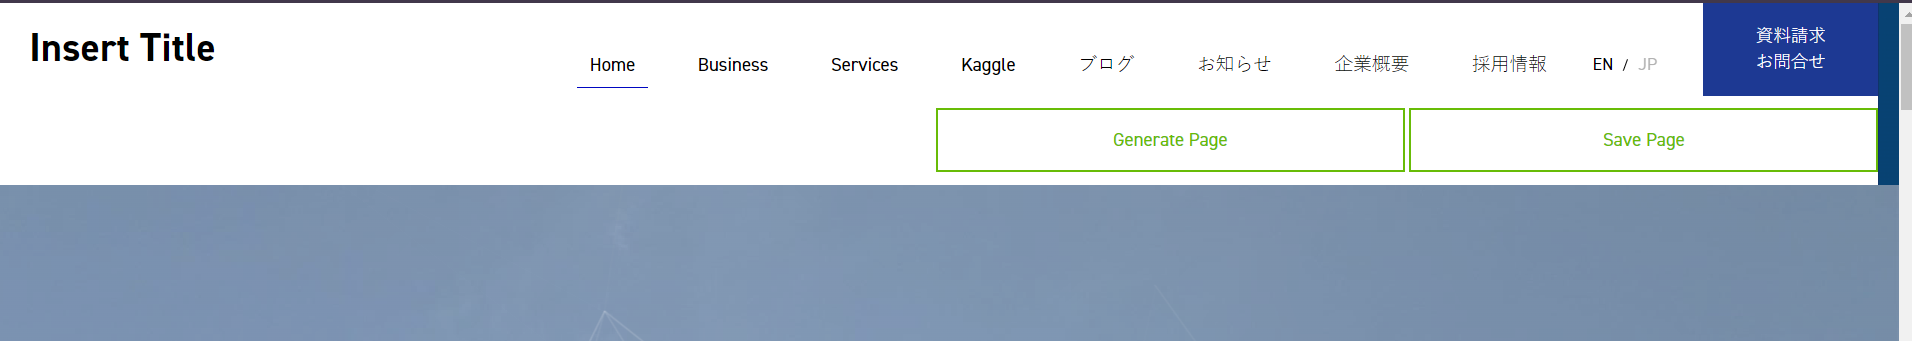 Insert Title
Home Business Services Kaggle ブログ お知らせ 企業概要 採用情報 EN / JP
資料請求
お問合せ
Generate Page Save Page